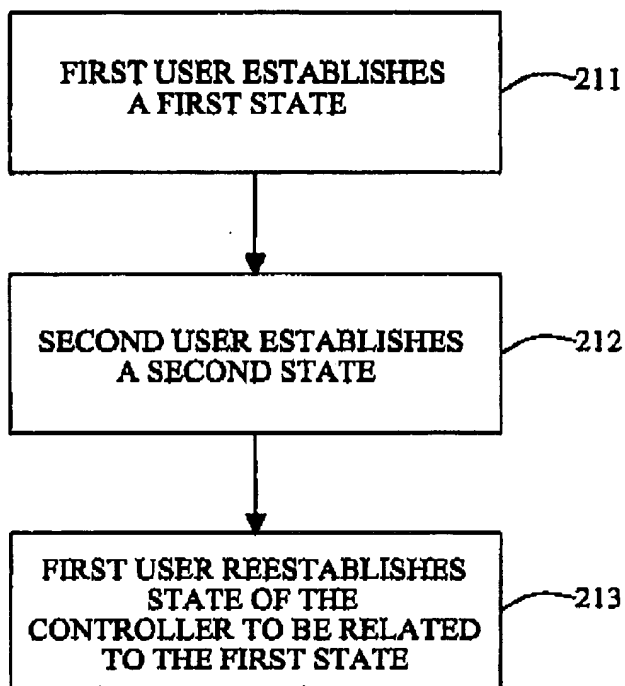 FIRST USER ESTABLISHES
A FIRST STATE
211
SECOND USER ESTABLISHES
A SECOND STATE
212
FIRST USER REESTABLISHES
STATE OF THE
CONTROLLER TO BE RELATED
TO THE FIRST STATE
213